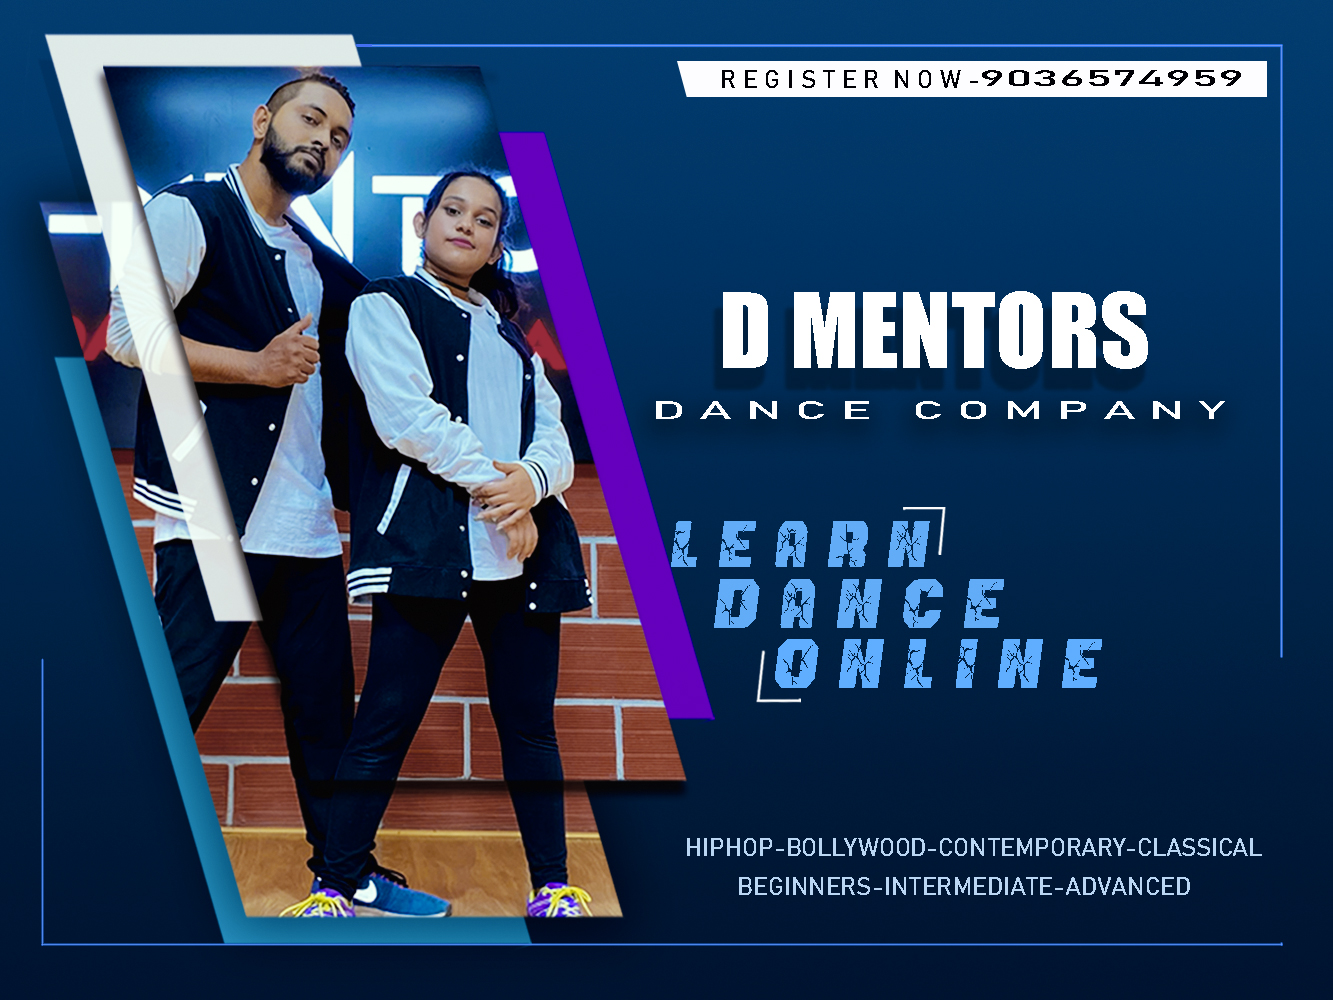 REGISTER NOW-9036574959
D MENTORS
DANCE COMPANY
LEARN
DANCE
ONLINE
HIPHOP-BOLLYWOOD-CONTEMPORARY-CLASSICAL
BEGINNERS-INTERMEDIATE-ADVANCED